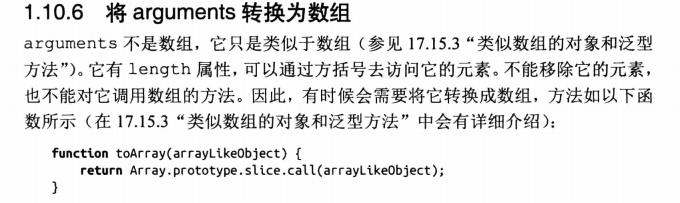 1.10.6 将 arguments 转换为数组
arguments 不是数组，它只是类似于数组（参见 17.15.3“类似数组的对象和泛型
方法”）。它有 length 属性，可以通过方括号去访问它的元素。不能移除它的元素，
也不能对它调用数组的方法。因此，有时候会需要将它转换成数组，方法如以下函
数所示（在 17.15.3“类似数组的对象和泛型方法”中会有详细介绍）：
function toArray(arrayLikeObject) {
    return Array.prototype.slice.call(arrayLikeObject);
}